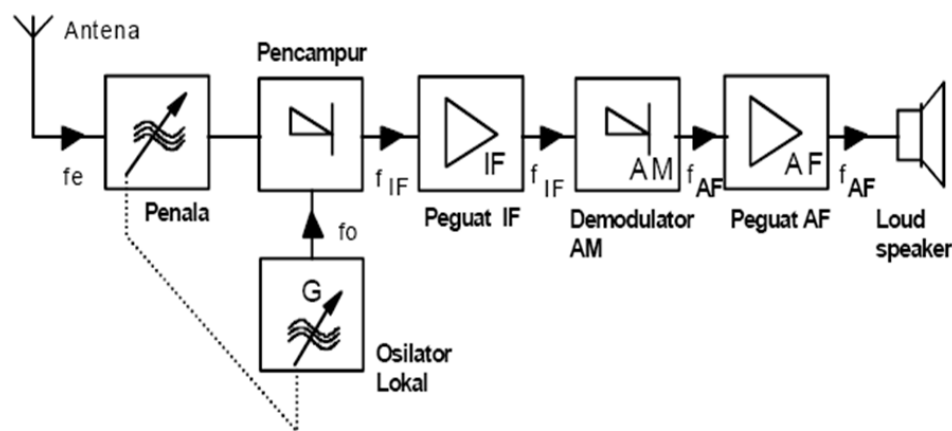 Antena
Pencampur
IF
AM
AF
fe
f IF
f IF
f AF
f AF
Penala
fo
Peguat IF
Demodulator
AM
Peguat AF
Loud
speaker
G
Osilator
Lokal